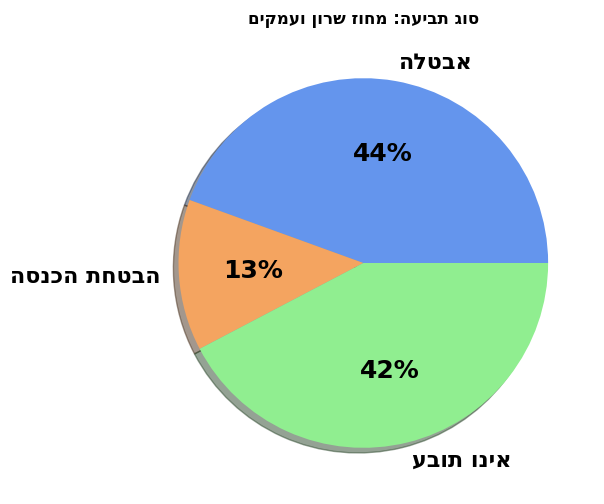 סוג תביעה: מחוז שרון ועמקים
אבטלה
44%
13%
הבטחת הכנסה
42%
אינו תובע